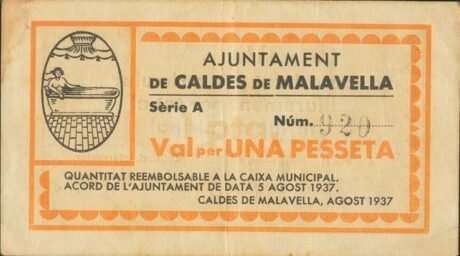 AJUNTAMENT
DE CALDES DE MALAVELLA
Sèrie A
Núm. 920
Val per UNA PESSETA
QUANTITAT REEMBOLSABLE A LA CAIXA MUNICIPAL.
ACORD DE L'AJUNTAMENT DE DATA 5 AGOST 1937.
CALDES DE MALAVELLA, AGOST 1937